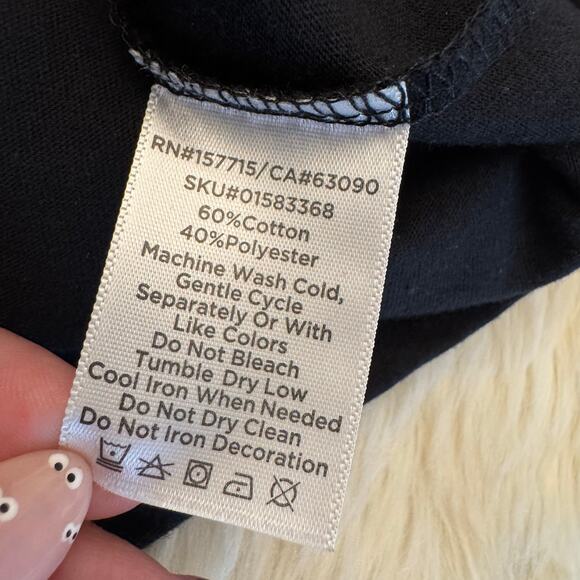 RN#157715/CA#63090
SKU#01583368
60%Cotton
40%Polyester
Machine Wash Cold,
Gentle Cycle
Separately Or With
Like Colors
Do Not Bleach
Tumble Dry Low
Cool Iron When Needed
Do Not Dry Clean
Do Not Iron Decoration